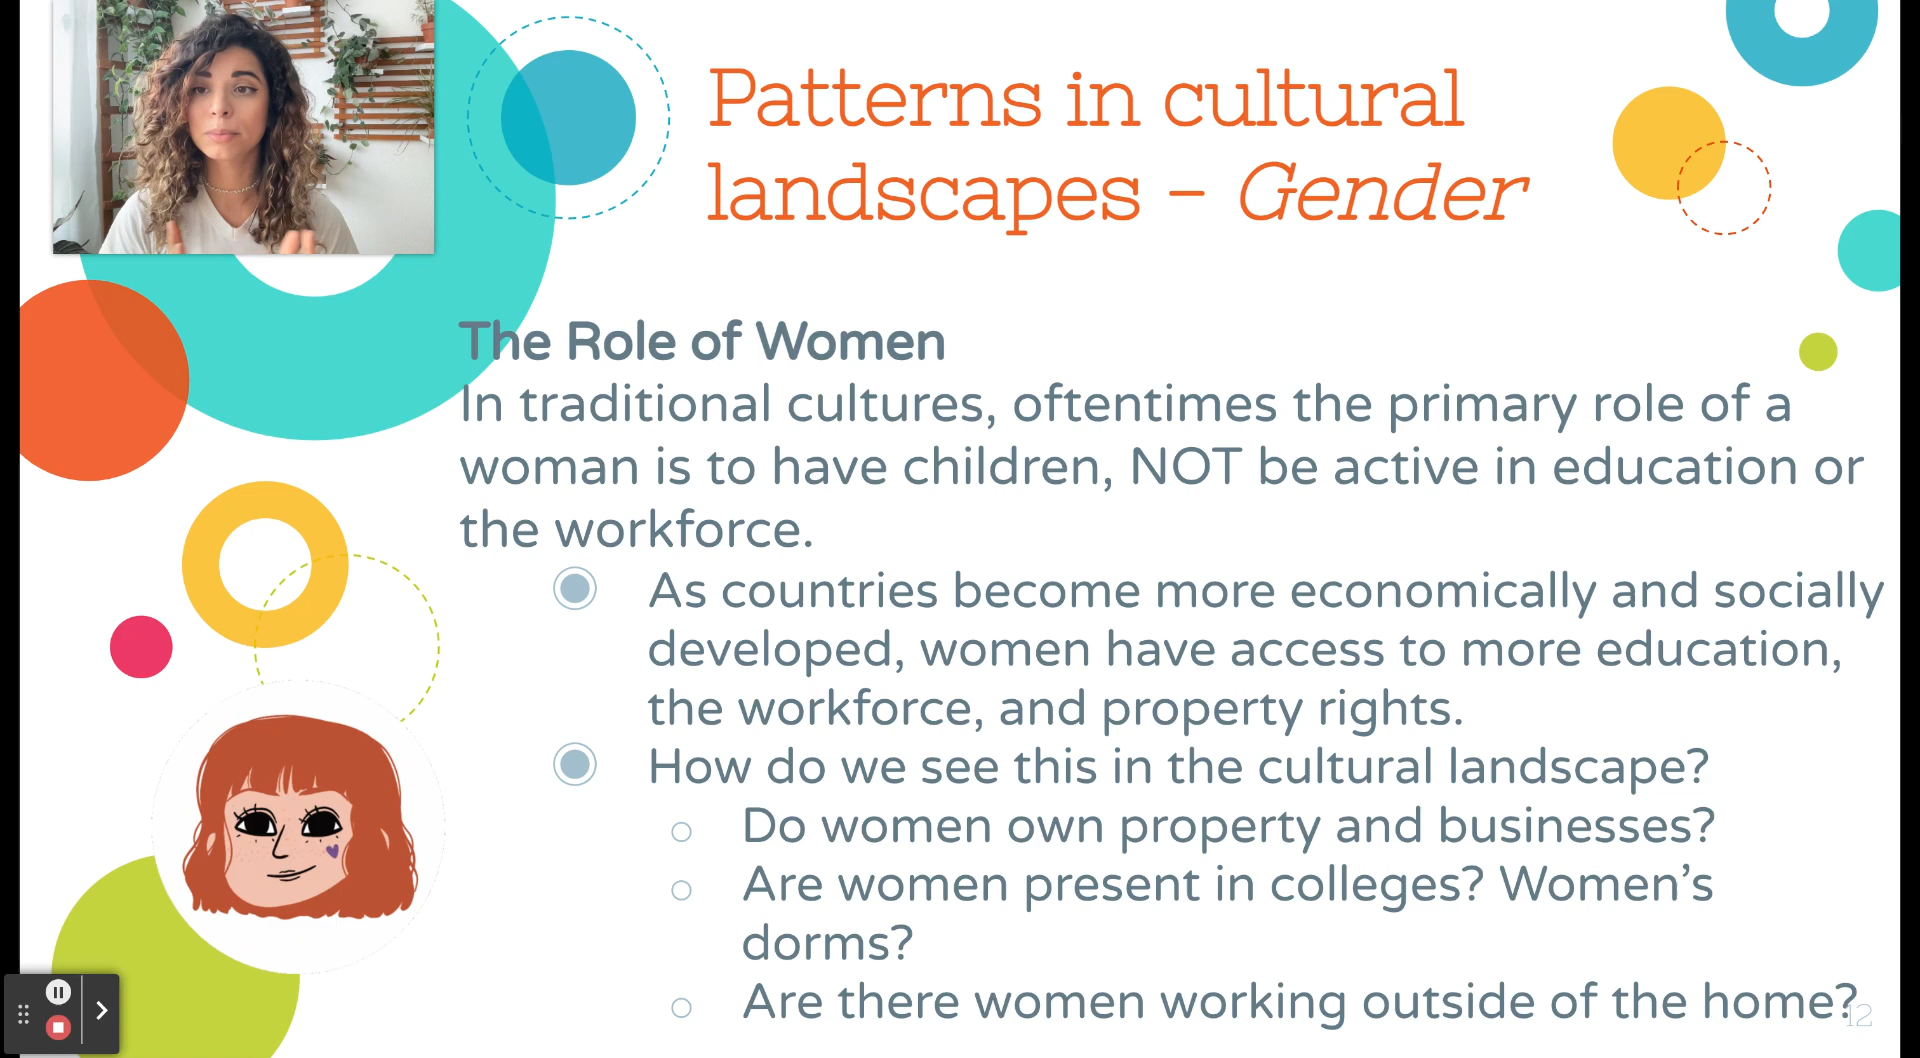 Patterns in cultural
landscapes – Gender
The Role of Women
In traditional cultures, oftentimes the primary role of a
woman is to have children, NOT be active in education or
the workforce.
As countries become more economically and socially
developed, women have access to more education,
the workforce, and property rights.
How do we see this in the cultural landscape?
Do women own property and businesses?
Are women present in colleges? Women’s
dorms?
Are there women working outside of the home?
12